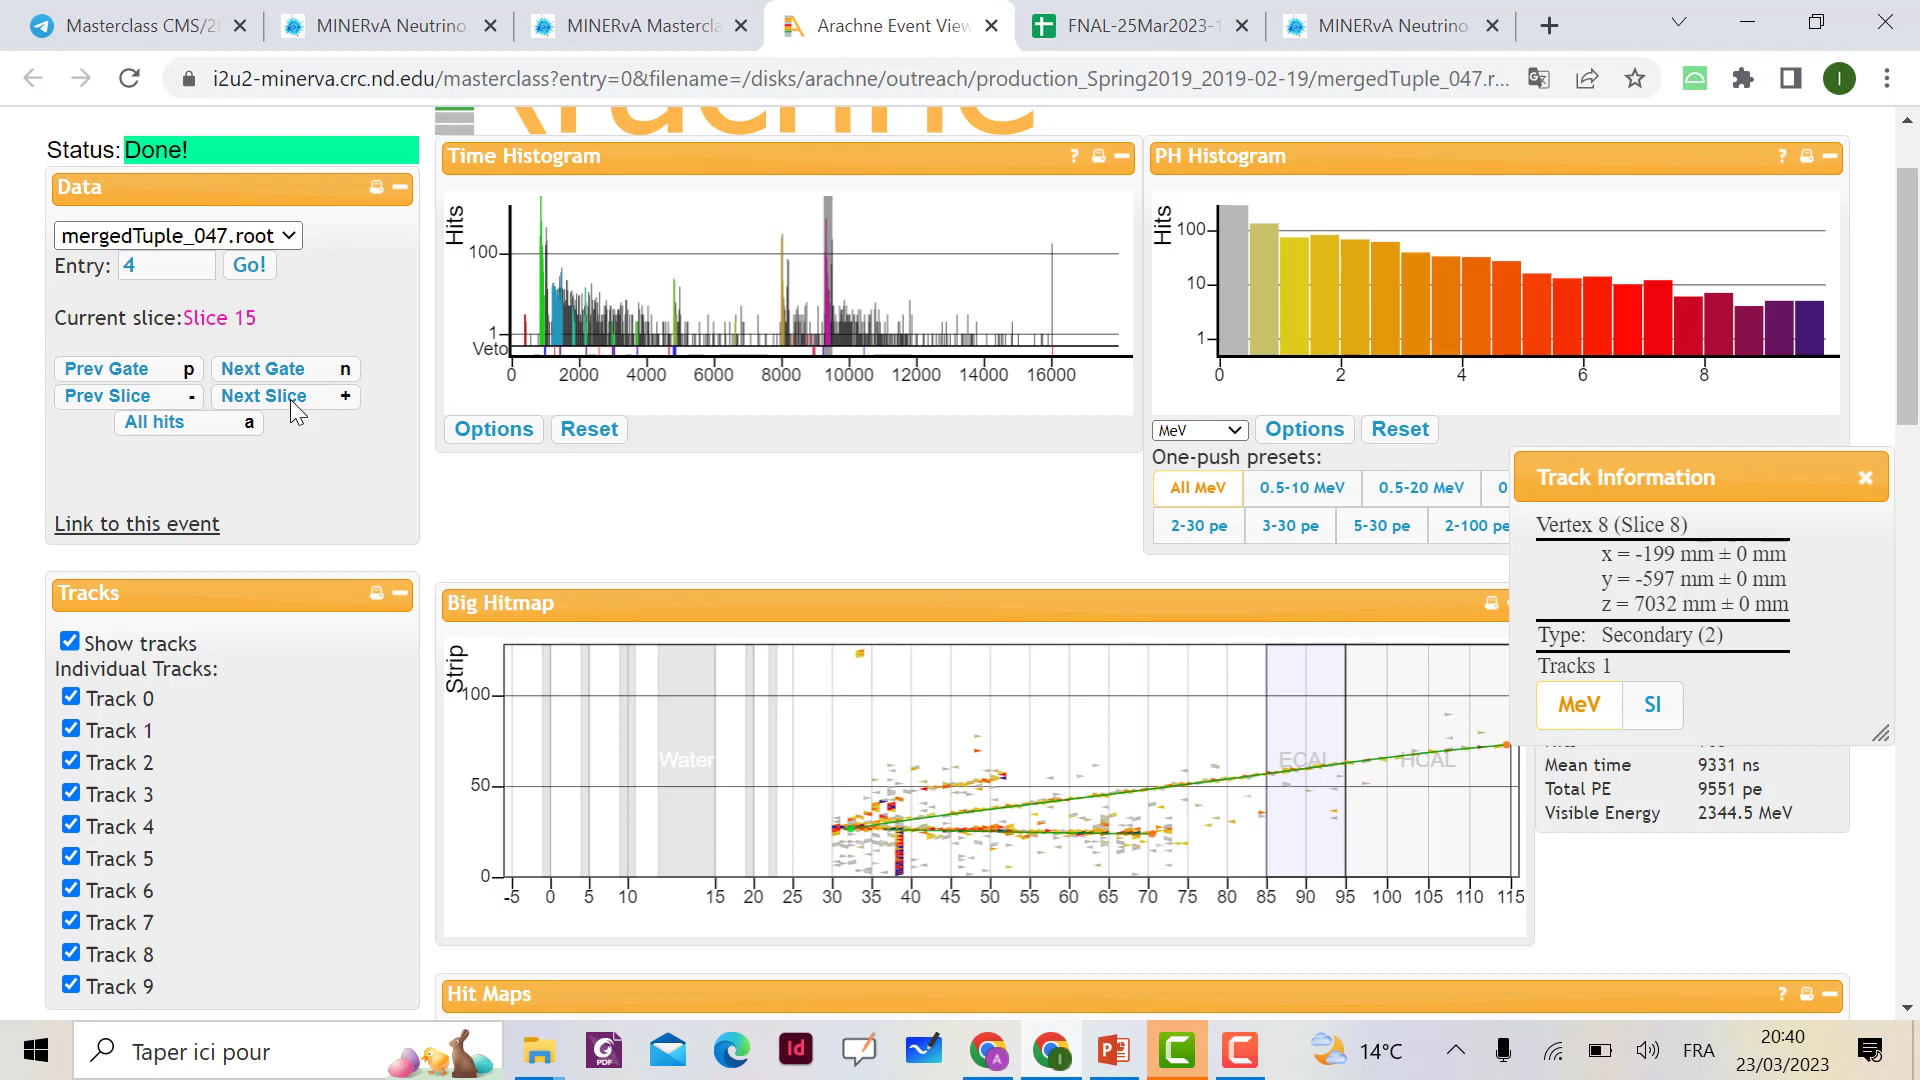 Masterclass CMS/2
MINERvA Neutrino
MINERvA Mastercla
Arachne Event View
FNAL-25Mar2023-1
MINERvA Neutrino
i2u2-minerva.crc.nd.edu/masterclass?entry=0&filename=/disks/arachne/outreach/production_Spring2019_2019-02-19/mergedTuple_047.r...
I
Arachne
Status: Done!
Data
mergedTuple_047.root
Entry: 4 Go!
Current slice:Slice 15
Prev Gate p
Next Gate n
Prev Slice -
Next Slice +
All hits a
Link to this event
Tracks
Show tracks
Individual Tracks:
Track 0
Track 1
Track 2
Track 3
Track 4
Track 5
Track 6
Track 7
Track 8
Track 9
Time Histogram ?
Hits
100
1
Veto
0 2000 4000 6000 8000 10000 12000 14000 16000
Options Reset
PH Histogram ?
Hits
100
10
1
0 2 4 6 8
MeV Options Reset
One-push presets:
All MeV 0.5-10 MeV 0.5-20 MeV 0
2-30 pe 3-30 pe 5-30 pe 2-100 pe
Track Information
Vertex 8 (Slice 8)
x = -199 mm ± 0 mm
y = -597 mm ± 0 mm
z = 7032 mm ± 0 mm
Type: Secondary (2)
Tracks 1
MeV SI
Mean time 9331 ns
Total PE 9551 pe
Visible Energy 2344.5 MeV
Big Hitmap
Strip
100
50
0
Water
ECAL
HCAL
-5 0 5 10 15 20 25 30 35 40 45 50 55 60 65 70 75 80 85 90 95 100 105 110 115
Hit Maps ?
Taper ici pour
PDF
Id
A
I
14°C
FRA
20:40
23/03/2023